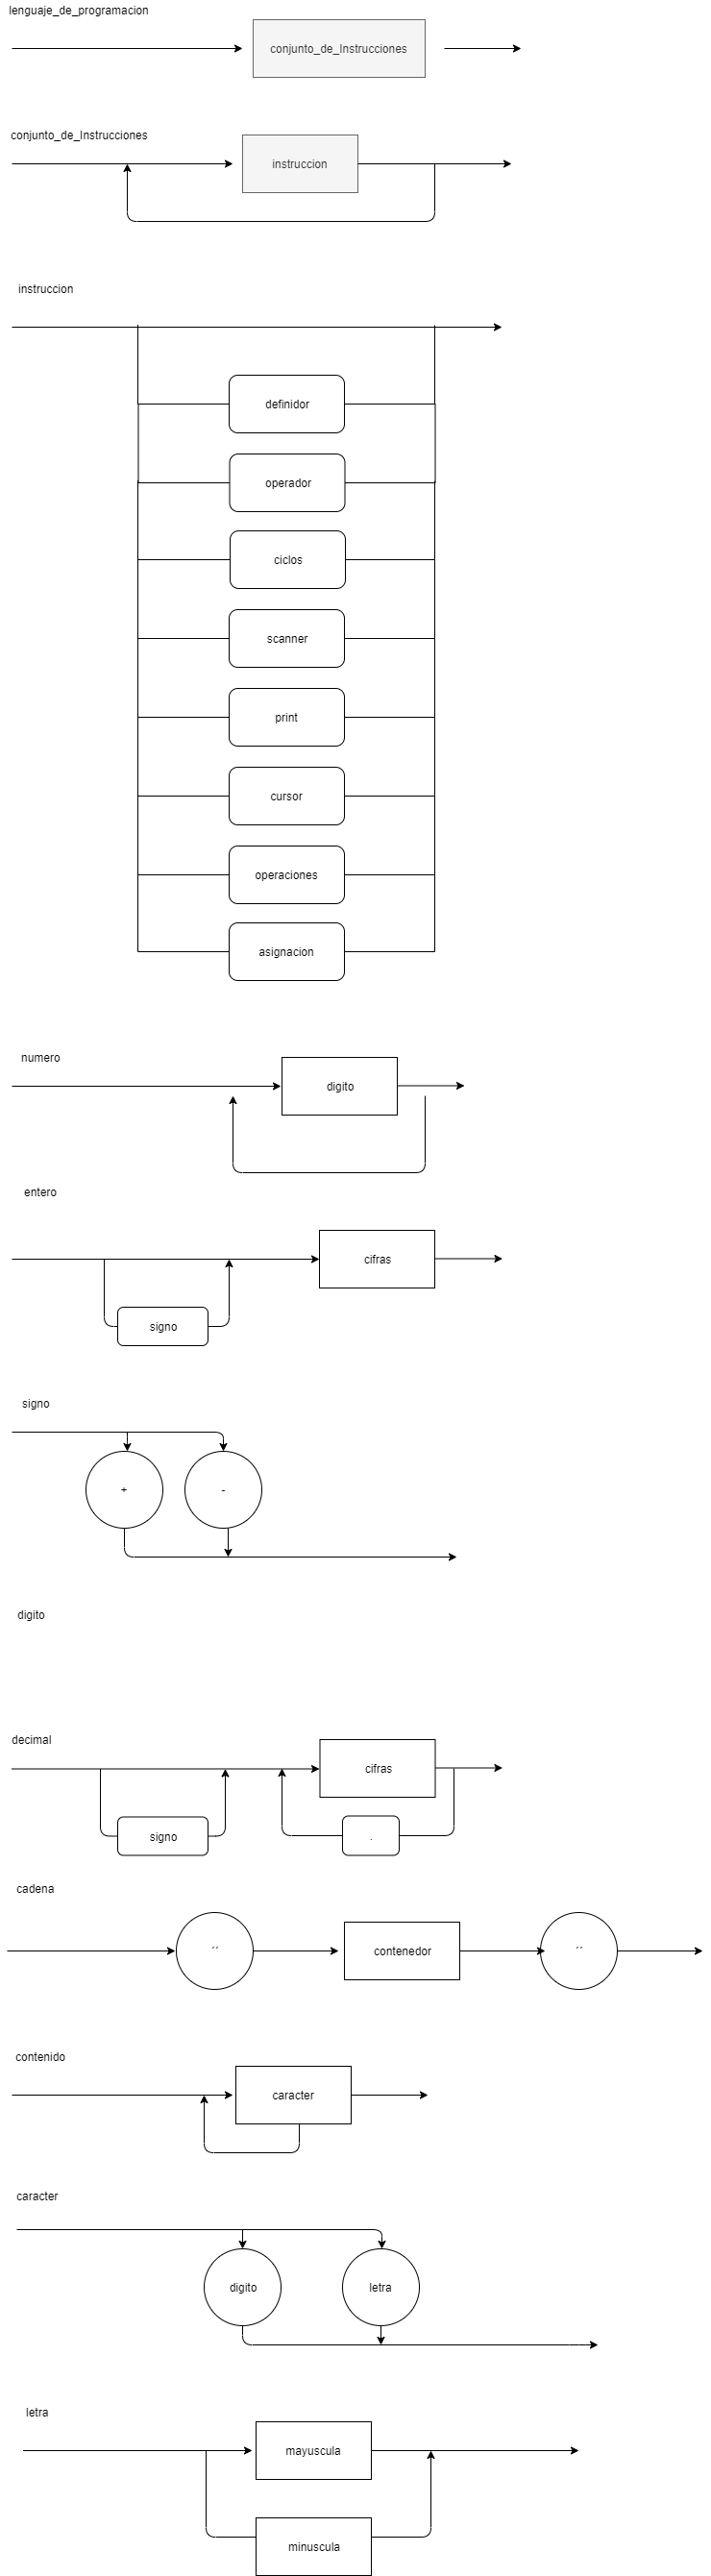 lenguaje_de_programacion
conjunto_de_Instrucciones
conjunto_de_Instrucciones
instruccion
instruccion
definidor
operador
ciclos
scanner
print
cursor
operaciones
asignacion
numero
digito
entero
cifras
signo
signo
+
-
digito
decimal
cifras
signo
.
cadena
´´
contenedor
´´
contenido
caracter
caracter
digito
letra
letra
mayuscula
minuscula